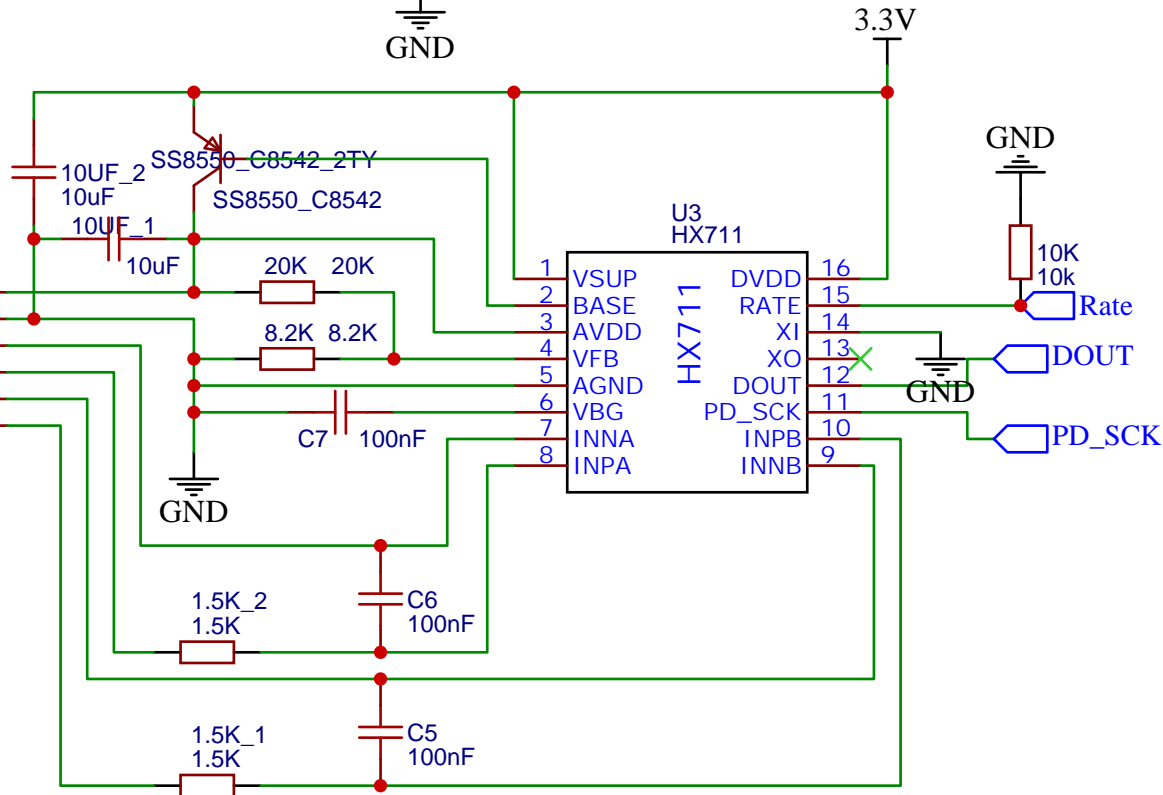 GND
3.3V
GND
SS8550_C8542_2TY
10UF_2
10uF
SS8550_C8542
10UF_1
10uF
U3
HX711
10K
10k
20K 20K
8.2K 8.2K
C7 100nF
1 VSUP
2 BASE
3 AVDD
4 VFB
5 AGND
6 VBG
7 INNA
8 INPA
HX711
DVDD 16
RATE 15
XI 14
XO 13
DOUT 12
PD_SCK 11
INPB 10
INNB 9
Rate
DOUT
GND
PD_SCK
GND
1.5K_2
1.5K
C6
100nF
1.5K_1
1.5K
C5
100nF